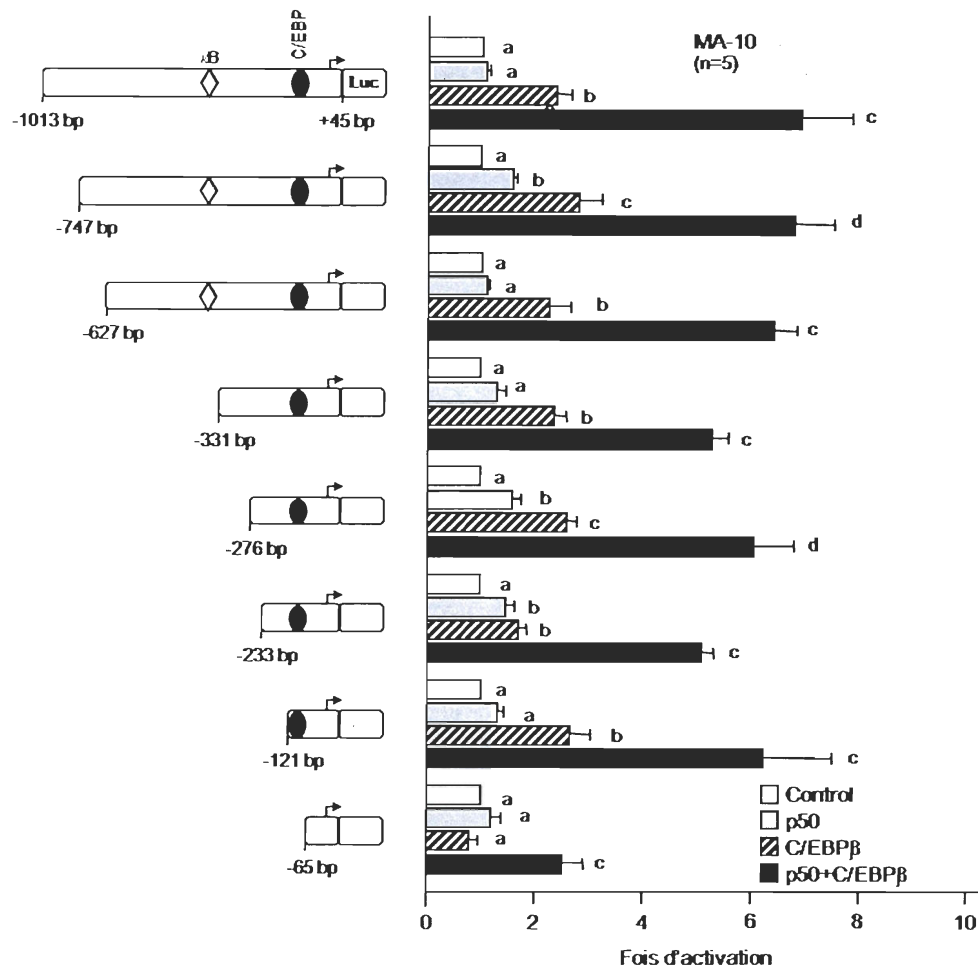 MA-10
(n=5)
κB
C/EBP
Luc
-1013 bp
+45 bp
a
a
b
c
-747 bp
a
b
c
d
-627 bp
a
a
b
c
-331 bp
a
a
b
c
-276 bp
a
b
c
d
-233 bp
a
b
b
c
-121 bp
a
a
b
c
-65 bp
a
a
a
c
Control
p50
C/EBPβ
p50+C/EBPβ
0 2 4 6 8 10
Fois d'activation